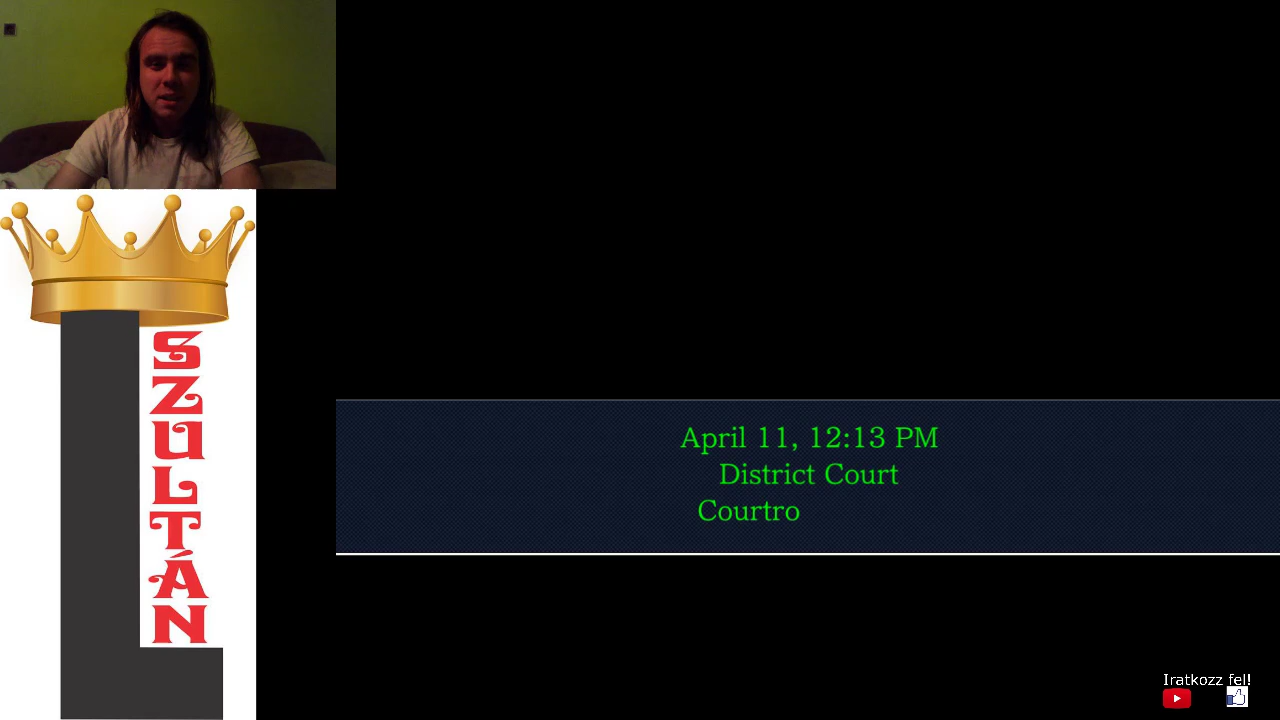 L
SZULTÁN
April 11, 12:13 PM
District Court
Courtro
Iratkozz fel!